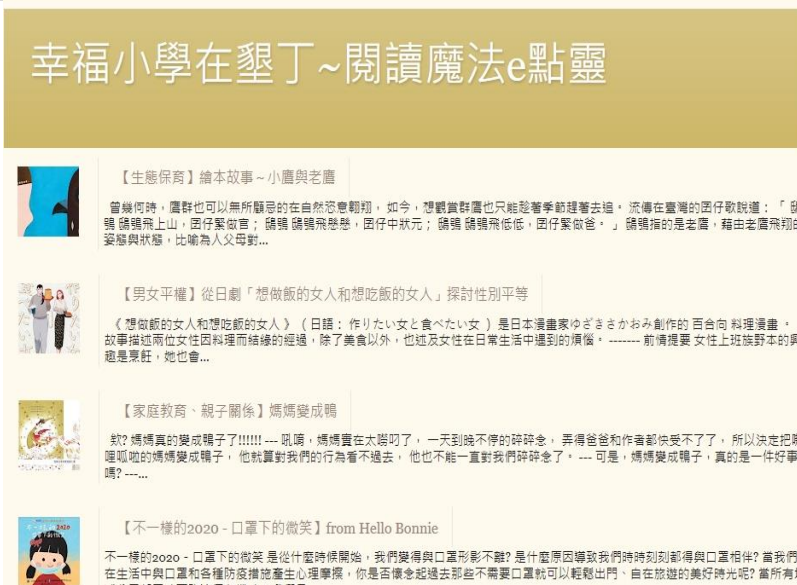 幸福小學在墾丁~閱讀魔法e點靈
【生態保育】繪本故事~小鷹與老鷹
曾幾何時，鷹群也可以無所顧忌的在自然恣意翱翔，如今，想觀賞群鷹也只能趁著季節趕著去追。 流傳在臺灣的囝仔歌說道：「
鴞 鵱鴞飛上山，囝仔緊做官； 鵱鴞 鵱鴞飛懸懸，囝仔中狀元； 鵱鴞 鵱鴞飛低低，囝仔緊做爸。 」 鵱鴞指的是老鷹，藉由老鷹飛翔的
姿態與狀態，比喻為人父母對...
【男女平權】從日劇「想做飯的女人和想吃飯的女人」探討性別平等
《 想做飯的女人和想吃飯的女人 》（日語： 作りたい女と食べたい女 ）是日本漫畫家ゆざきさかおみ創作的 百合向 料理漫畫 。
故事描述兩位女性因料理而結緣的經過，除了美食以外，也述及女性在日常生活中遇到的煩惱。 ------- 前情提要 女性上班族野本的興
趣是烹飪，她也會...
【家庭教育、親子關係】媽媽變成鴨
欸? 媽媽真的變成鴨子了!!!!!! --- 吼唷，媽媽實在太嘮叨了， 一天到晚不停的碎碎念， 弄得爸爸和作者都快受不了了， 所以決定把嘰
哩呱啦的媽媽變成鴨子， 他就算對我們的行為看不過去， 他也不能一直對我們碎碎念了。 --- 可是，媽媽變成鴨子，真的是一件好事
嗎? ---...
【不一樣的2020 - 口罩下的微笑】from Hello Bonnie
不一樣的2020 - 口罩下的微笑 是從什麼時候開始，我們變得與口罩形影不離? 是什麼原因導致我們時時刻刻都得與口罩相伴? 當我們
在生活中與口罩和各種防疫措施產生心理摩擦，你是否懷念起過去那些不需要口罩就可以輕鬆出門、自在旅遊的美好時光呢? 當所有